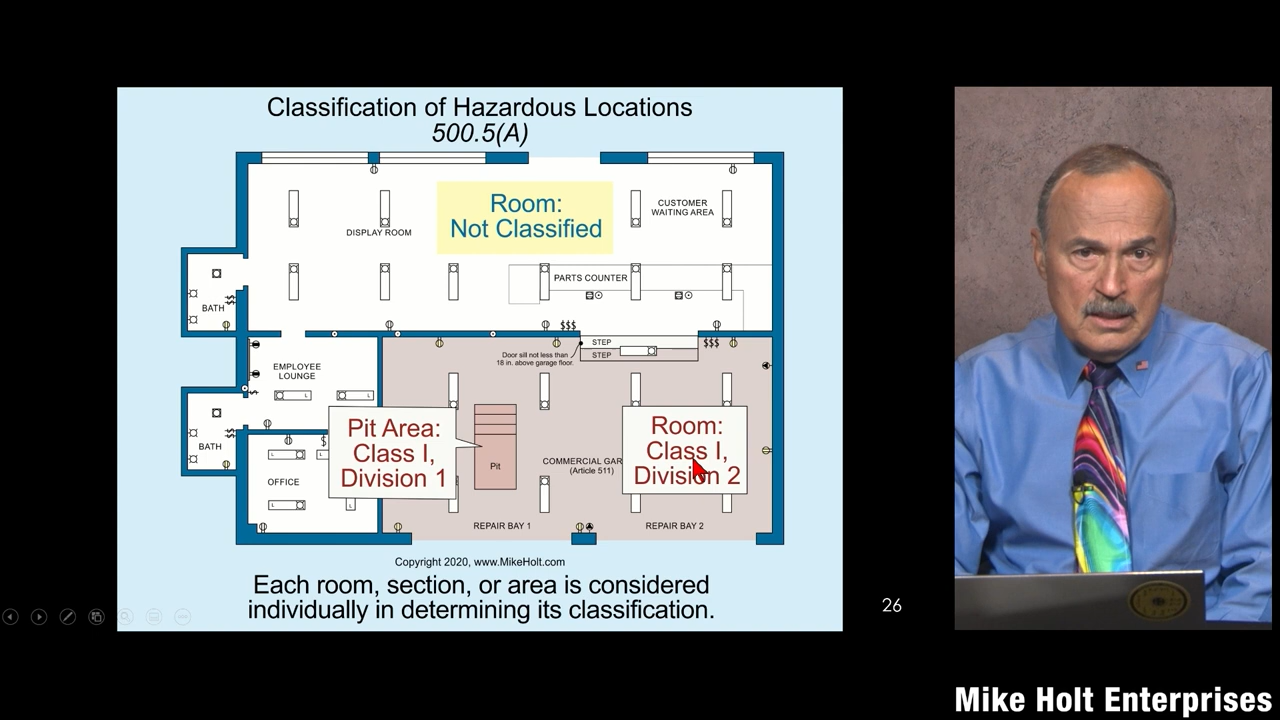 Classification of Hazardous Locations
500.5(A)
Room:
Not Classified
CUSTOMER
WAITING AREA
DISPLAY ROOM
PARTS COUNTER
BATH
$$
$$$
STEP
$$$
Door sill not less than
18 in. above garage floor.
STEP
EMPLOYEE
LOUNGE
$
L
L
Pit Area:
Class I,
Division 1
Room:
Class I,
Division 2
BATH
$$
$
L
L
Pit
COMMERCIAL GAR
(Article 511)
OFFICE
L
L
REPAIR BAY 1
REPAIR BAY 2
Copyright 2020, www.MikeHolt.com
Each room, section, or area is considered
individually in determining its classification.
26
Mike Holt Enterprises